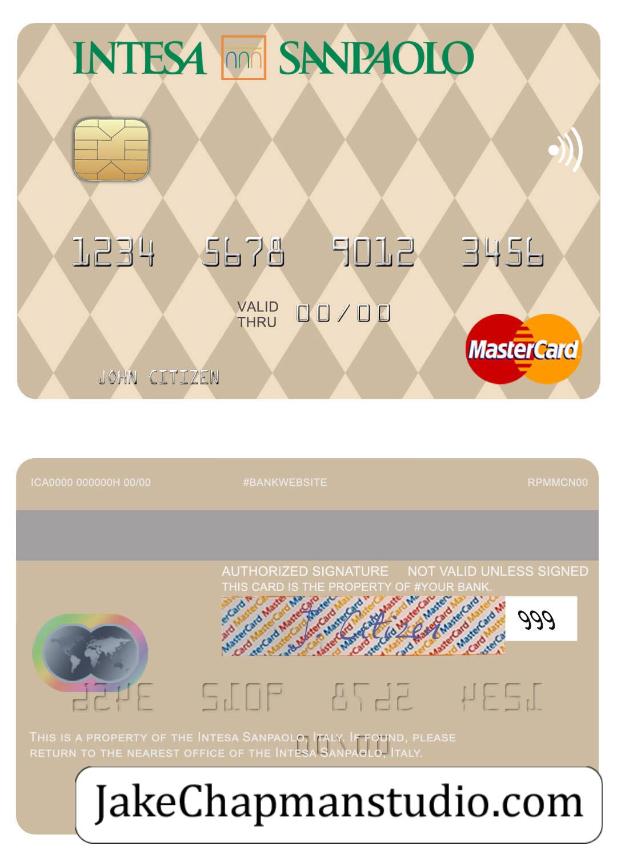 INTESA SANPAOLO
1234 5678 9012 3456
VALID THRU 00/00
MasterCard
JOHN CITIZEN
ICA0000 000000H 00/00 #BANKWEBSITE RPMMCN00
AUTHORIZED SIGNATURE NOT VALID UNLESS SIGNED
THIS CARD IS THE PROPERTY OF #YOUR BANK.
999
THIS IS A PROPERTY OF THE INTESA SANPAOLO, ITALY. IF FOUND, PLEASE
RETURN TO THE NEAREST OFFICE OF THE INTESA SANPAOLO, ITALY.
JakeChapmanstudio.com